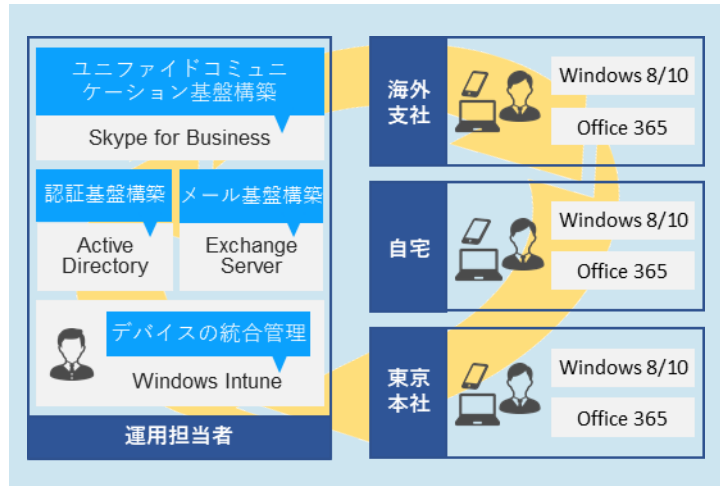 ユニファイドコミュニ
ケーション基盤構築
Skype for Business
認証基盤構築
Active
Directory
メール基盤構築
Exchange
Server
デバイスの統合管理
Windows Intune
運用担当者
海外
支社
Windows 8/10
Office 365
自宅
Windows 8/10
Office 365
東京
本社
Windows 8/10
Office 365